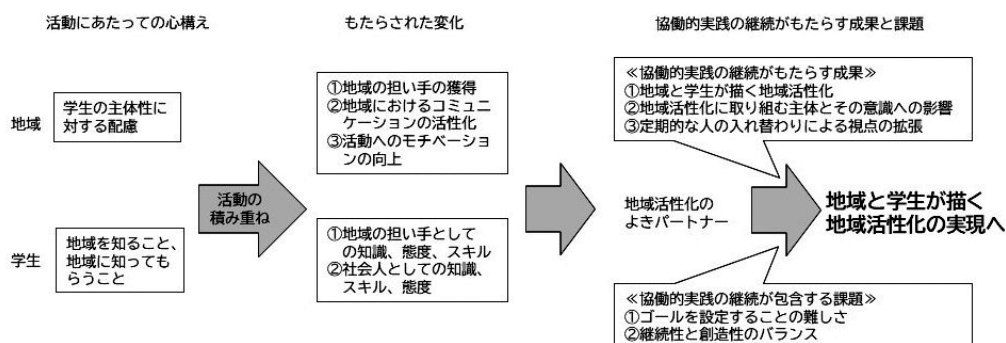 活動にあたっての心構え
もたらされた変化
協働的実践の継続がもたらす成果と課題
地域
学生の主体性に
対する配慮
学生
地域を知ること、
地域に知っても
らうこと
活動の
積み重ね
①地域の担い手の獲得
②地域におけるコミュニ
ケーションの活性化
③活動へのモチベーショ
ンの向上
①地域の担い手として
の知識、態度、スキル
②社会人としての知識、
スキル、態度
地域活性化の
よきパートナー
≪協働的実践の継続がもたらす成果≫
①地域と学生が描く地域活性化
②地域活性化に取り組む主体とその意識への影響
③定期的な人の入れ替わりによる視点の拡張
地域と学生が描く
地域活性化の実現へ
≪協働的実践の継続が包含する課題≫
①ゴールを設定することの難しさ
②継続性と創造性のバランス